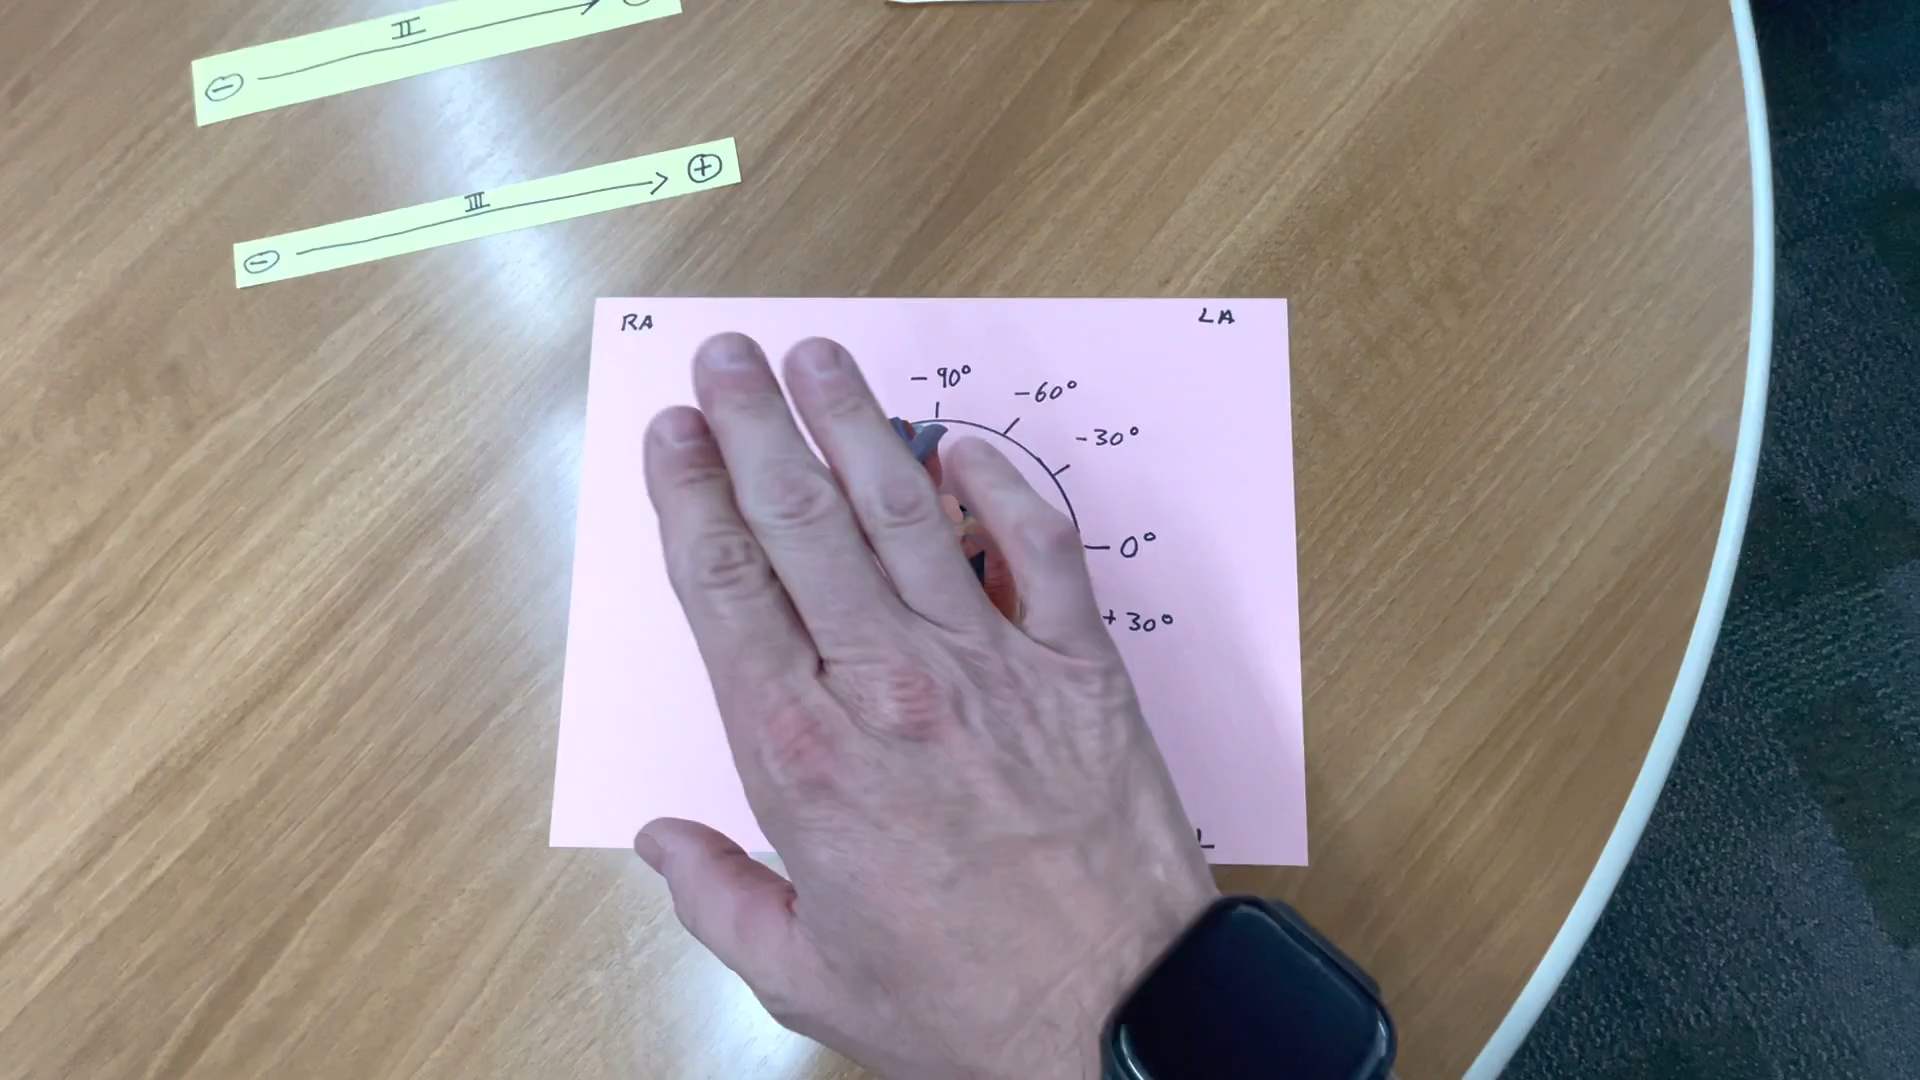 II
⊖ ⟶
III
⊖ ⟶ ⊕
RA
LA
- 90°
- 60°
- 30°
0°
+ 30°
L